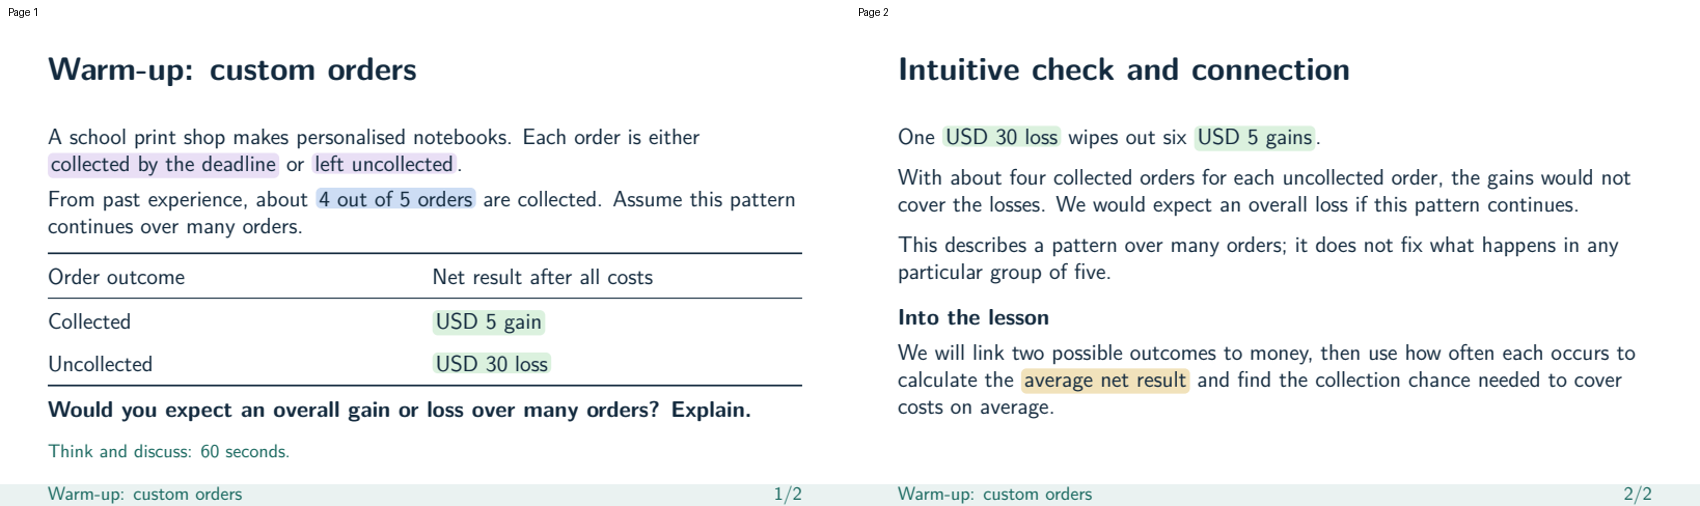 Page 1
Warm-up: custom orders
A school print shop makes personalised notebooks. Each order is either
collected by the deadline or left uncollected.
From past experience, about 4 out of 5 orders are collected. Assume this pattern
continues over many orders.
Order outcome Net result after all costs
Collected USD 5 gain
Uncollected USD 30 loss
Would you expect an overall gain or loss over many orders? Explain.
Think and discuss: 60 seconds.
Warm-up: custom orders 1/2
Page 2
Intuitive check and connection
One USD 30 loss wipes out six USD 5 gains.
With about four collected orders for each uncollected order, the gains would not
cover the losses. We would expect an overall loss if this pattern continues.
This describes a pattern over many orders; it does not fix what happens in any
particular group of five.
Into the lesson
We will link two possible outcomes to money, then use how often each occurs to
calculate the average net result and find the collection chance needed to cover
costs on average.
Warm-up: custom orders 2/2